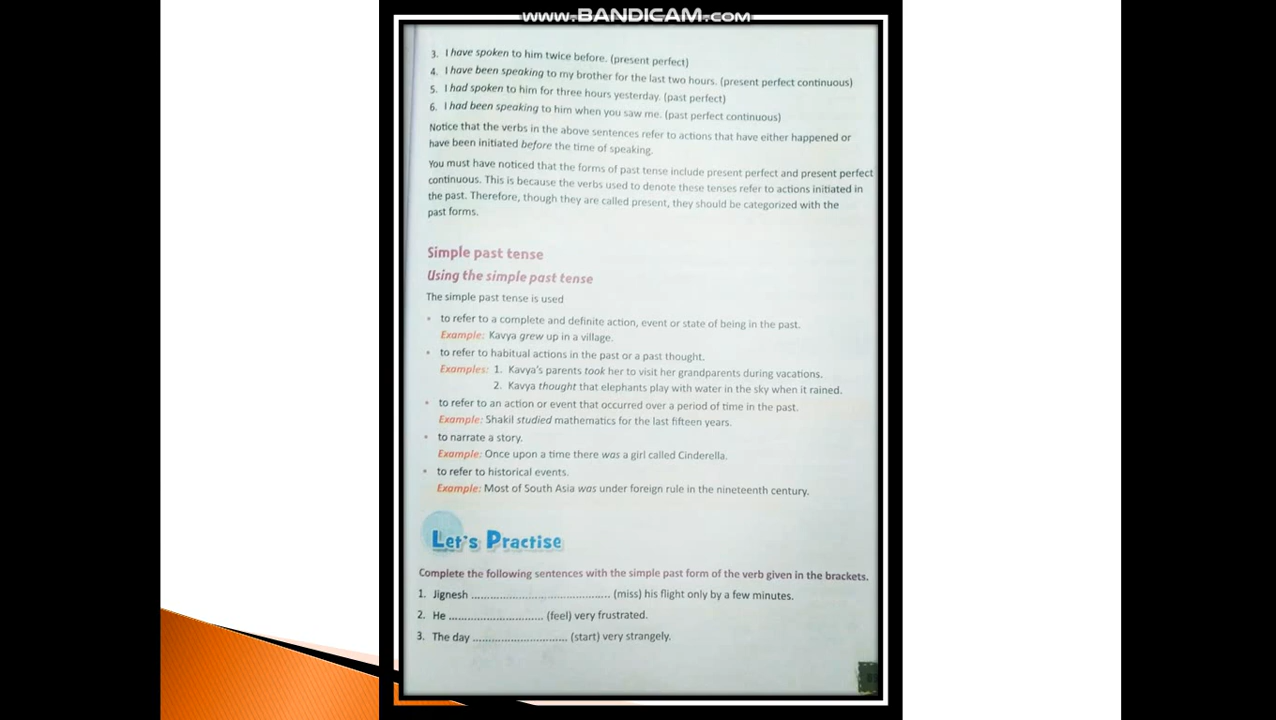 www.BANDICAM.com
3. I have spoken to him twice before. (present perfect)
4. I have been speaking to my brother for the last two hours. (present perfect continuous)
5. I had spoken to him for three hours yesterday. (past perfect)
6. I had been speaking to him when you saw me. (past perfect continuous)
Notice that the verbs in the above sentences refer to actions that have either happened or
have been initiated before the time of speaking.
You must have noticed that the forms of past tense include present perfect and present perfect
continuous. This is because the verbs used to denote these tenses refer to actions initiated in
the past. Therefore, though they are called present, they should be categorized with the
past forms.
Simple past tense
Using the simple past tense
The simple past tense is used
• to refer to a complete and definite action, event or state of being in the past.
Example: Kavya grew up in a village.
• to refer to habitual actions in the past or a past thought.
Examples: 1. Kavya's parents took her to visit her grandparents during vacations.
2. Kavya thought that elephants play with water in the sky when it rained.
• to refer to an action or event that occurred over a period of time in the past.
Example: Shakil studied mathematics for the last fifteen years.
• to narrate a story.
Example: Once upon a time there was a girl called Cinderella.
• to refer to historical events.
Example: Most of South Asia was under foreign rule in the nineteenth century.
Let's Practise
Complete the following sentences with the simple past form of the verb given in the brackets.
1. Jignesh ........................................... (miss) his flight only by a few minutes.
2. He ............................. (feel) very frustrated.
3. The day ............................. (start) very strangely.